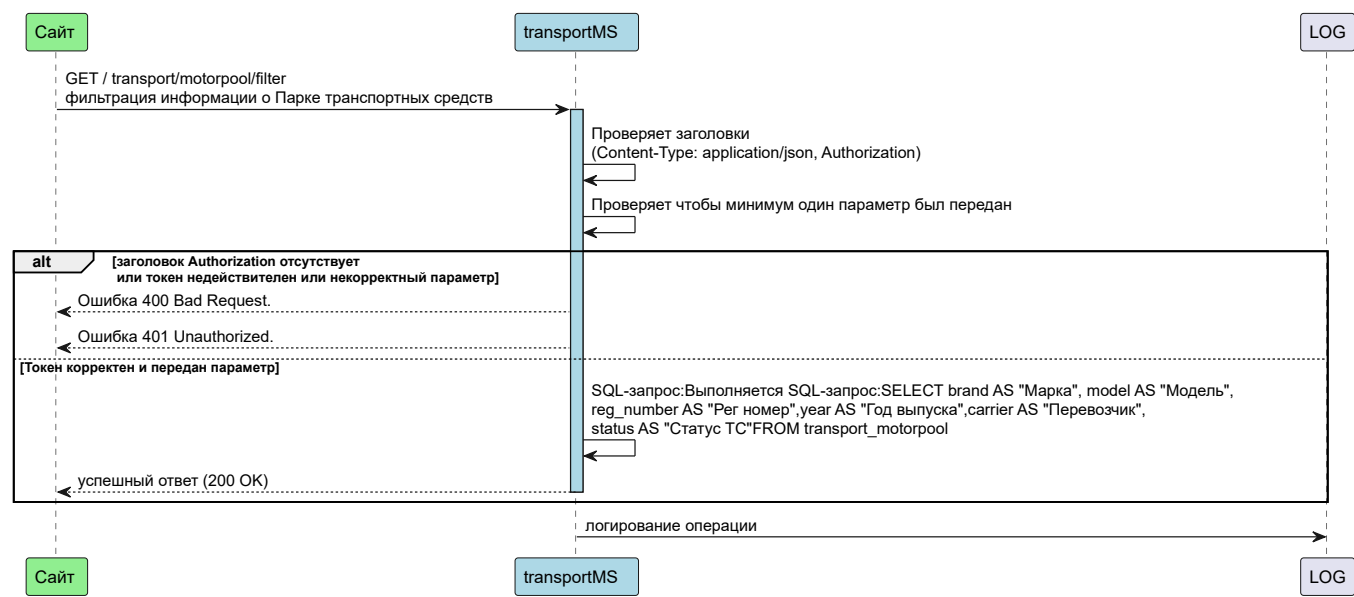 Сайт
transportMS
LOG
GET / transport/motorpool/filter
фильтрация информации о Парке транспортных средств
Проверяет заголовки
(Content-Type: application/json, Authorization)
Проверяет чтобы минимум один параметр был передан
alt
[заголовок Authorization отсутствует
или токен недействителен или некорректный параметр]
Ошибка 400 Bad Request.
Ошибка 401 Unauthorized.
[Токен корректен и передан параметр]
SQL-запрос:Выполняется SQL-запрос:SELECT brand AS "Марка", model AS "Модель",
reg_number AS "Рег номер",year AS "Год выпуска",carrier AS "Перевозчик",
status AS "Статус ТС"FROM transport_motorpool
успешный ответ (200 OK)
логирование операции
Сайт
transportMS
LOG